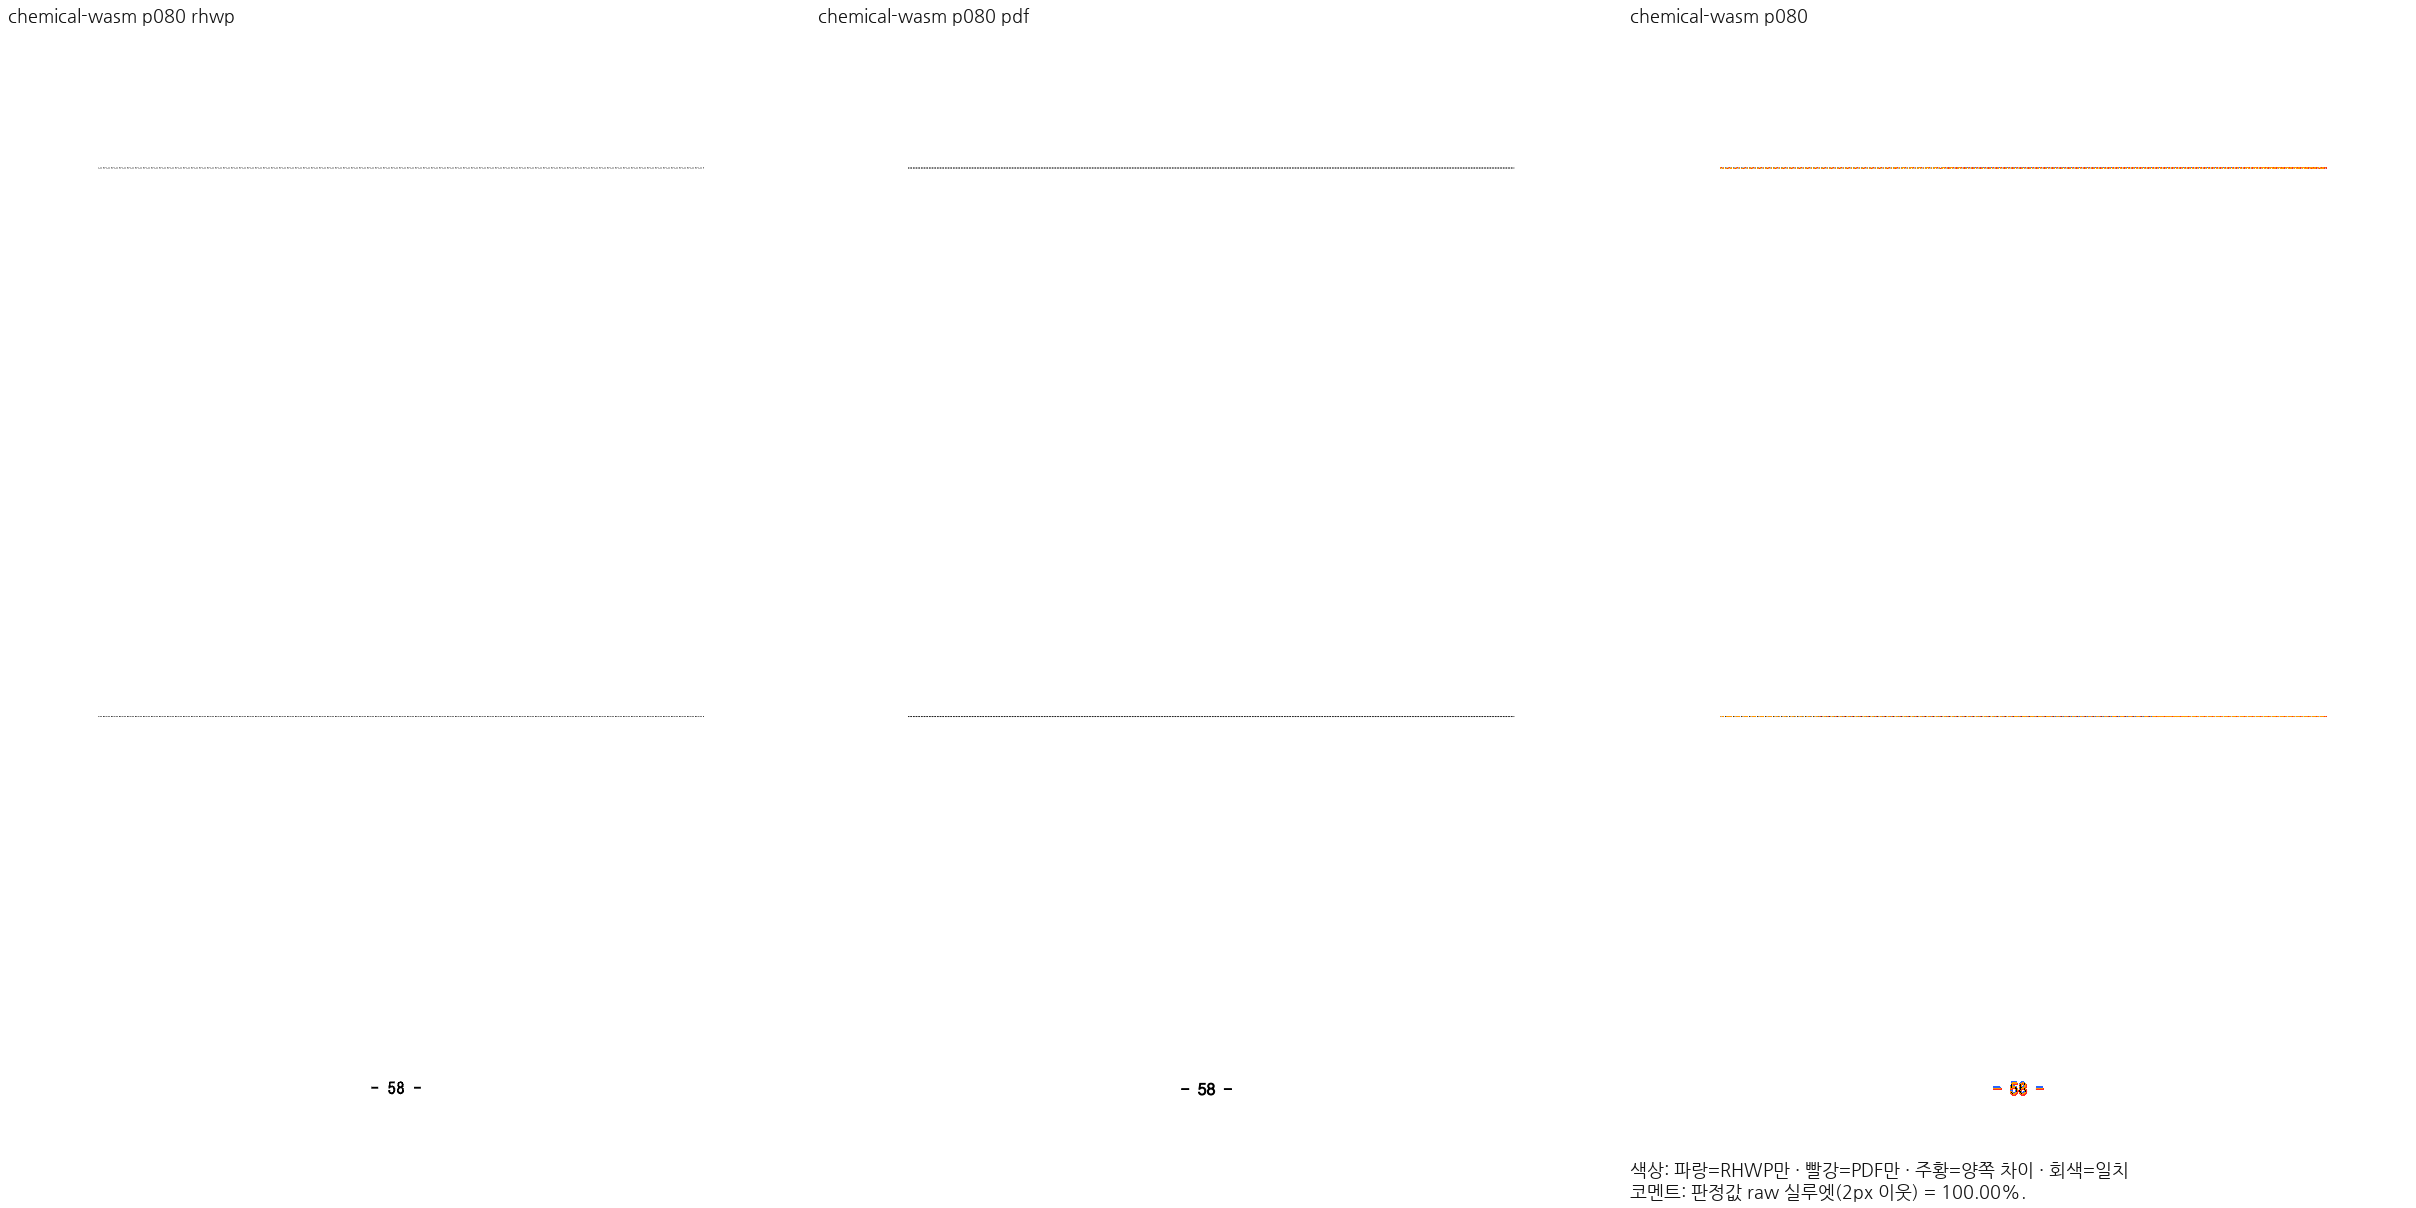 chemical-wasm p080 rhwp
chemical-wasm p080 pdf
chemical-wasm p080
- 58 -
- 58 -
- 58 -
색상: 파랑=RHWP만 · 빨강=PDF만 · 주황=양쪽 차이 · 회색=일치
코멘트: 판정값 raw 실루엣(2px 이웃) = 100.00%.